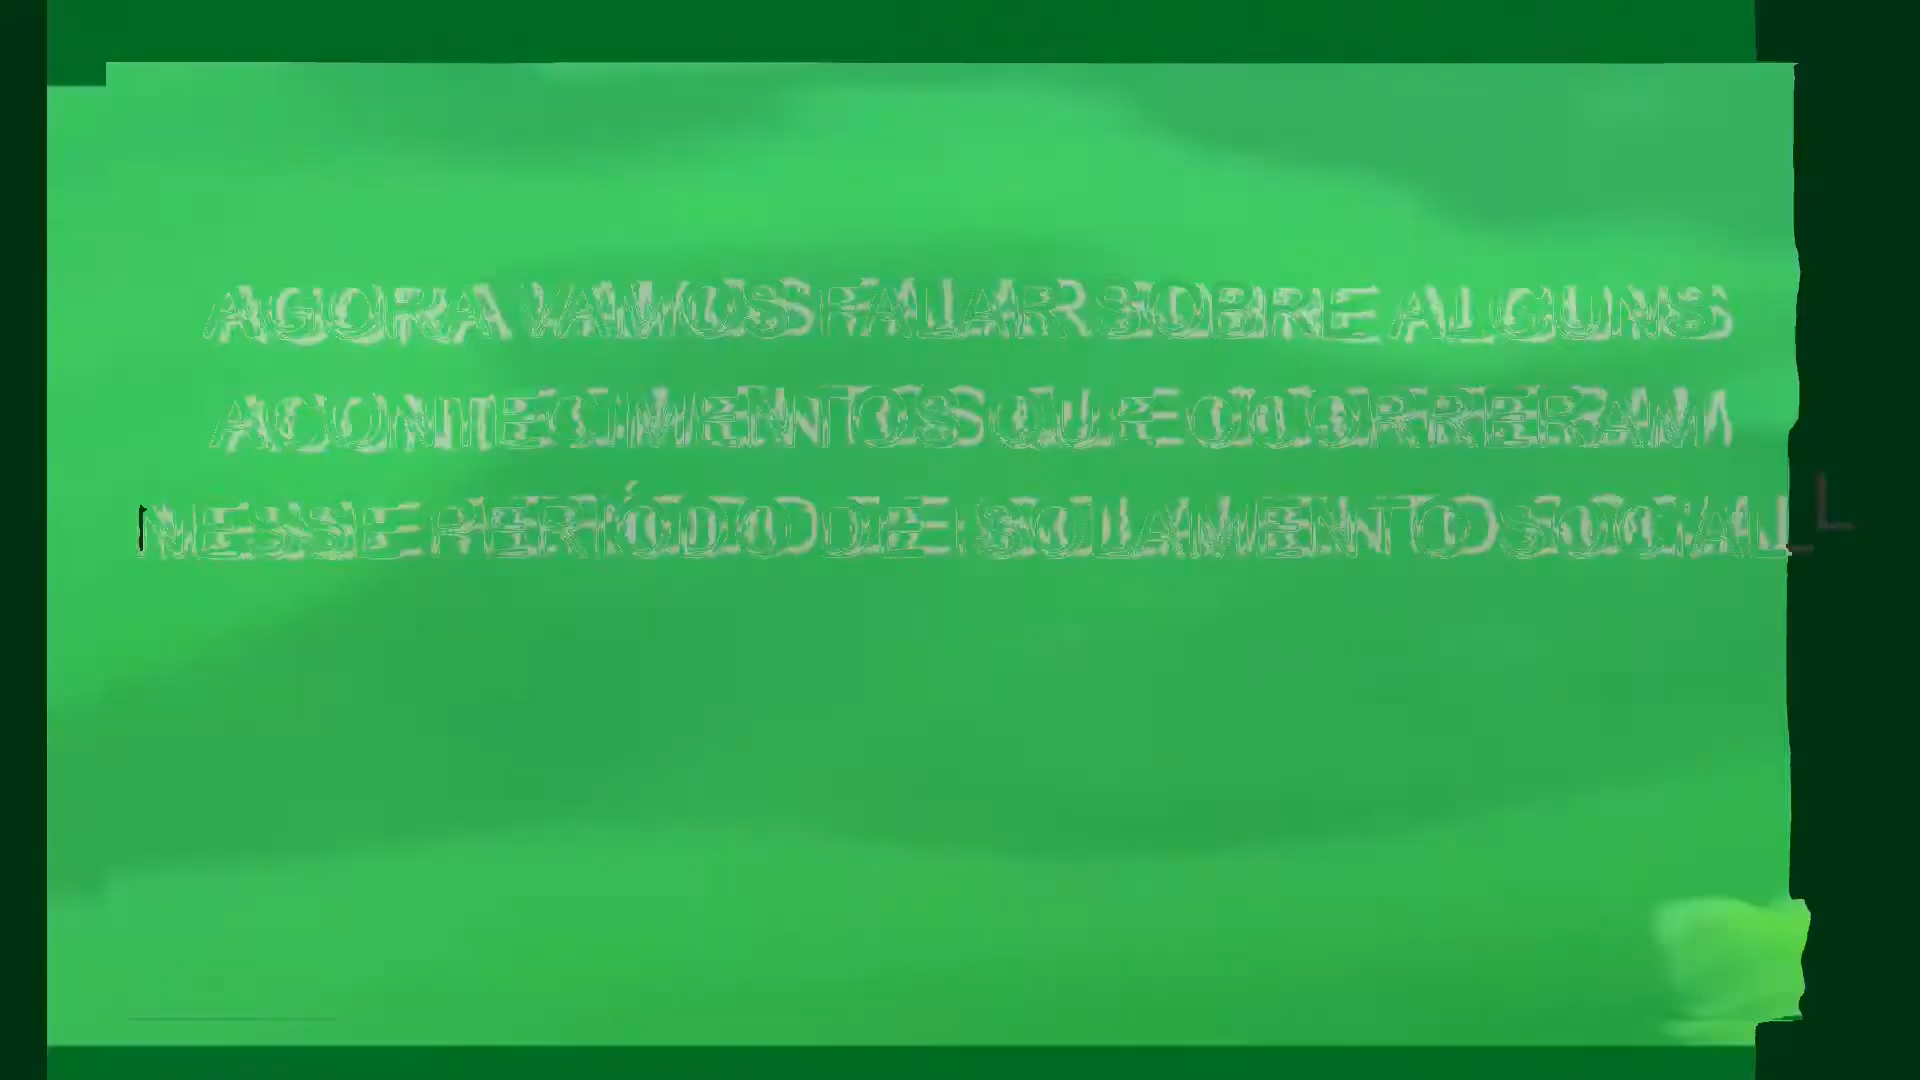 AGORA VAMOS FALAR SOBRE ALGUNS
ACONTECIMENTOS QUE OCORRERAM
NESSE PERÍODO DE ISOLAMENTO SOCIAL